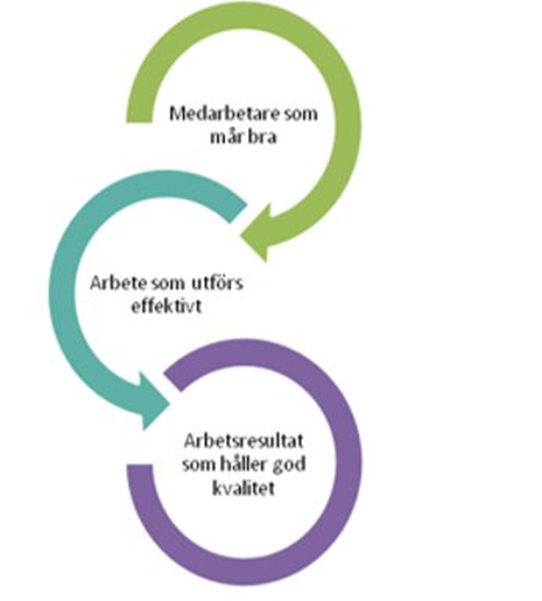 Medarbetare som
mår bra
Arbete som utförs
effektivt
Arbetsresultat
som håller god
kvalitet